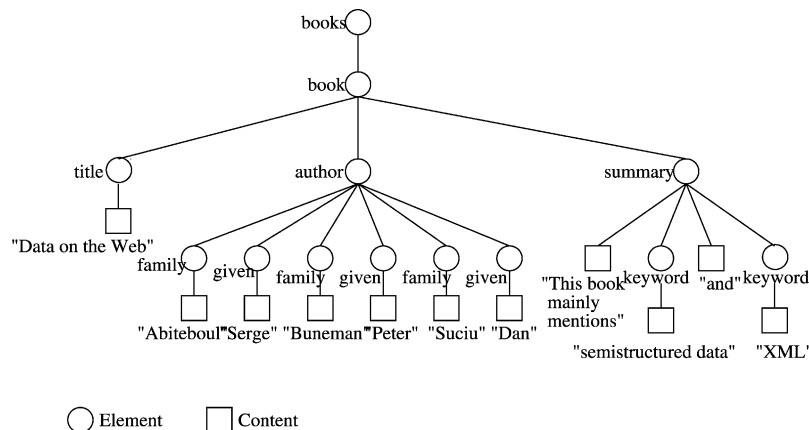 books
book
title
author
summary
"Data on the Web"
family
given
family
given
family
given
"This book
mainly
mentions"
keyword
"and"
keyword
"Abiteboul"
"Serge"
"Buneman"
"Peter"
"Suciu"
"Dan"
"semistructured data"
"XML'
Element
Content